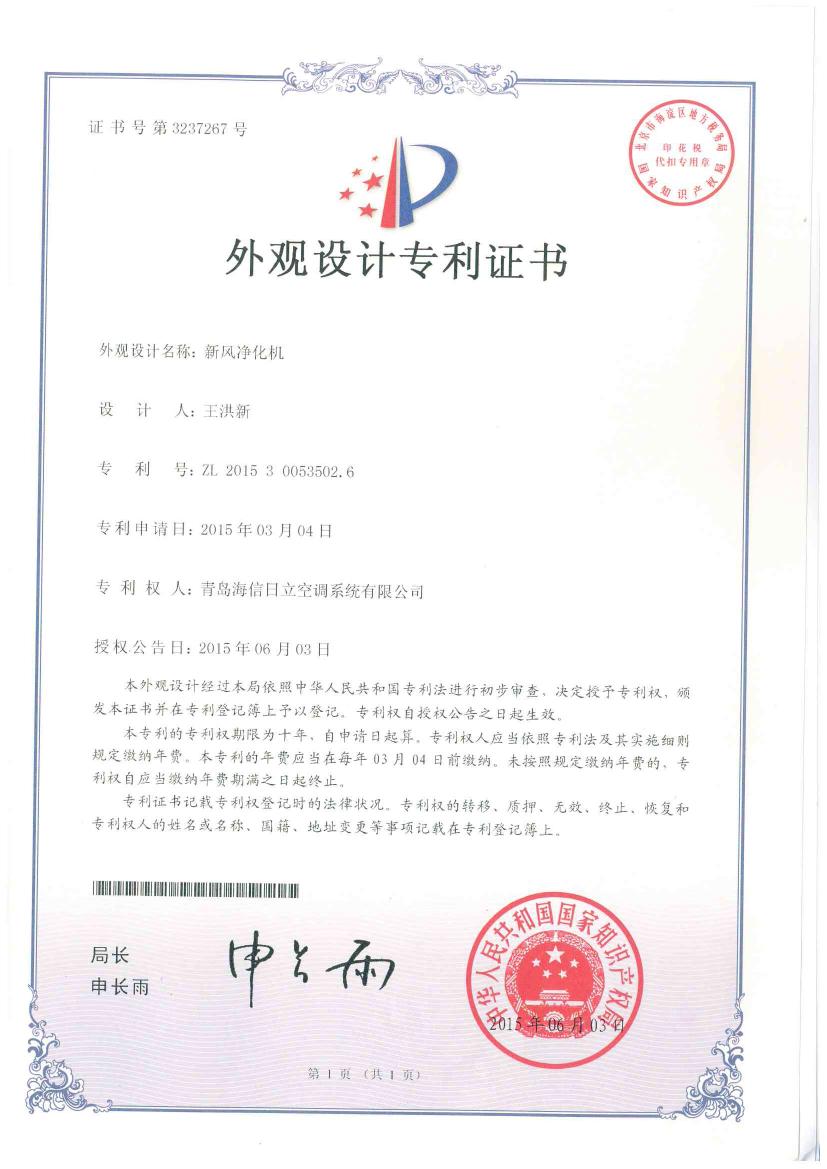 证书号第3237267号
北京市海淀区地方税务局
印花税
代扣专用章
国家知识产权局
外观设计专利证书
外观设计名称:新风净化机
设计人:王洪新
专利号:ZL 2015 3 0053502.6
专利申请日:2015年03月04日
专利权人:青岛海信日立空调系统有限公司
授权公告日:2015年06月03日
本外观设计经过本局依照中华人民共和国专利法进行初步审查,决定授予专利权,颁
发本证书并在专利登记簿上予以登记。专利权自授权公告之日起生效。
本专利的专利权期限为十年,自申请日起算。专利权人应当依照专利法及其实施细则
规定缴纳年费。本专利的年费应当在每年03月04日前缴纳。未按照规定缴纳年费的,专
利权自应当缴纳年费期满之日起终止。
专利证书记载专利权登记时的法律状况。专利权的转移、质押、无效、终止、恢复和
专利权人的姓名或名称、国籍、地址变更等事项记载在专利登记簿上。
局长
申长雨
申长雨
中华人民共和国国家知识产权局
2015年06月03日
第1页(共1页)